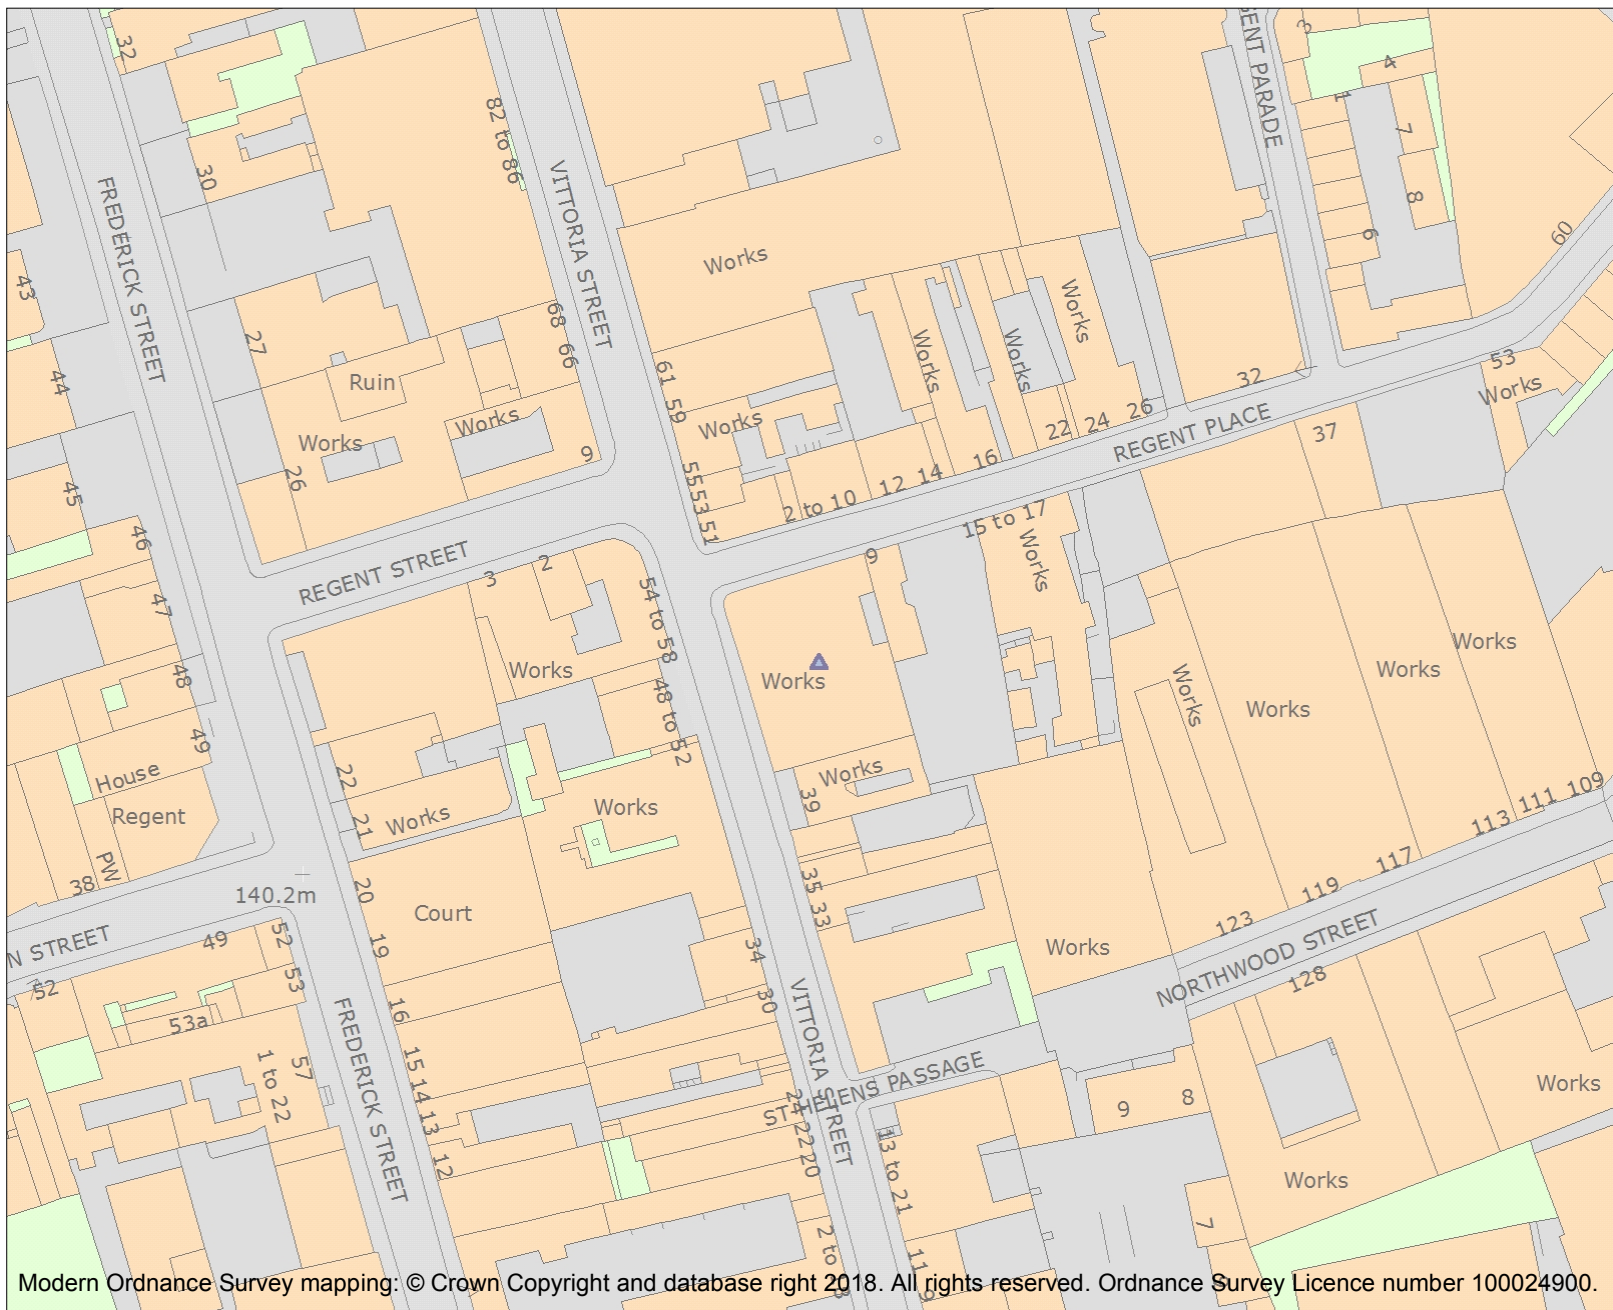 32
82 to 86
GENT PARADE
3
4
1
7
8
6
60
30
FREDERICK STREET
VITTORIA STREET
Works
43
44
27
68
66
Ruin
Works
Works
26
9
45
46
47
61
59
Works
55
53
51
Works
Works
Works
2 to 10
12
14
16
22
24
26
32
REGENT PLACE
53
Works
37
REGENT STREET
3
2
54 to 58
9
15 to 17
Works
Works
48
49
House
Regent
PW
38
Works
48 to 52
22
21
Works
Works
Works
39
Works
Works
Works
Works
140.2m
20
Court
19
35
33
34
30
N STREET
49
52
52
53
53a
1 to 22
57
16
15
14
13
12
FREDERICK STREET
VITTORIA STREET
Works
123
119
117
113
111
109
NORTHWOOD STREET
128
ST HELENS PASSAGE
22
20
13 to 21
9
8
Works
Works
7
11
9
Modern Ordnance Survey mapping: © Crown Copyright and database right 2018. All rights reserved. Ordnance Survey Licence number 100024900.